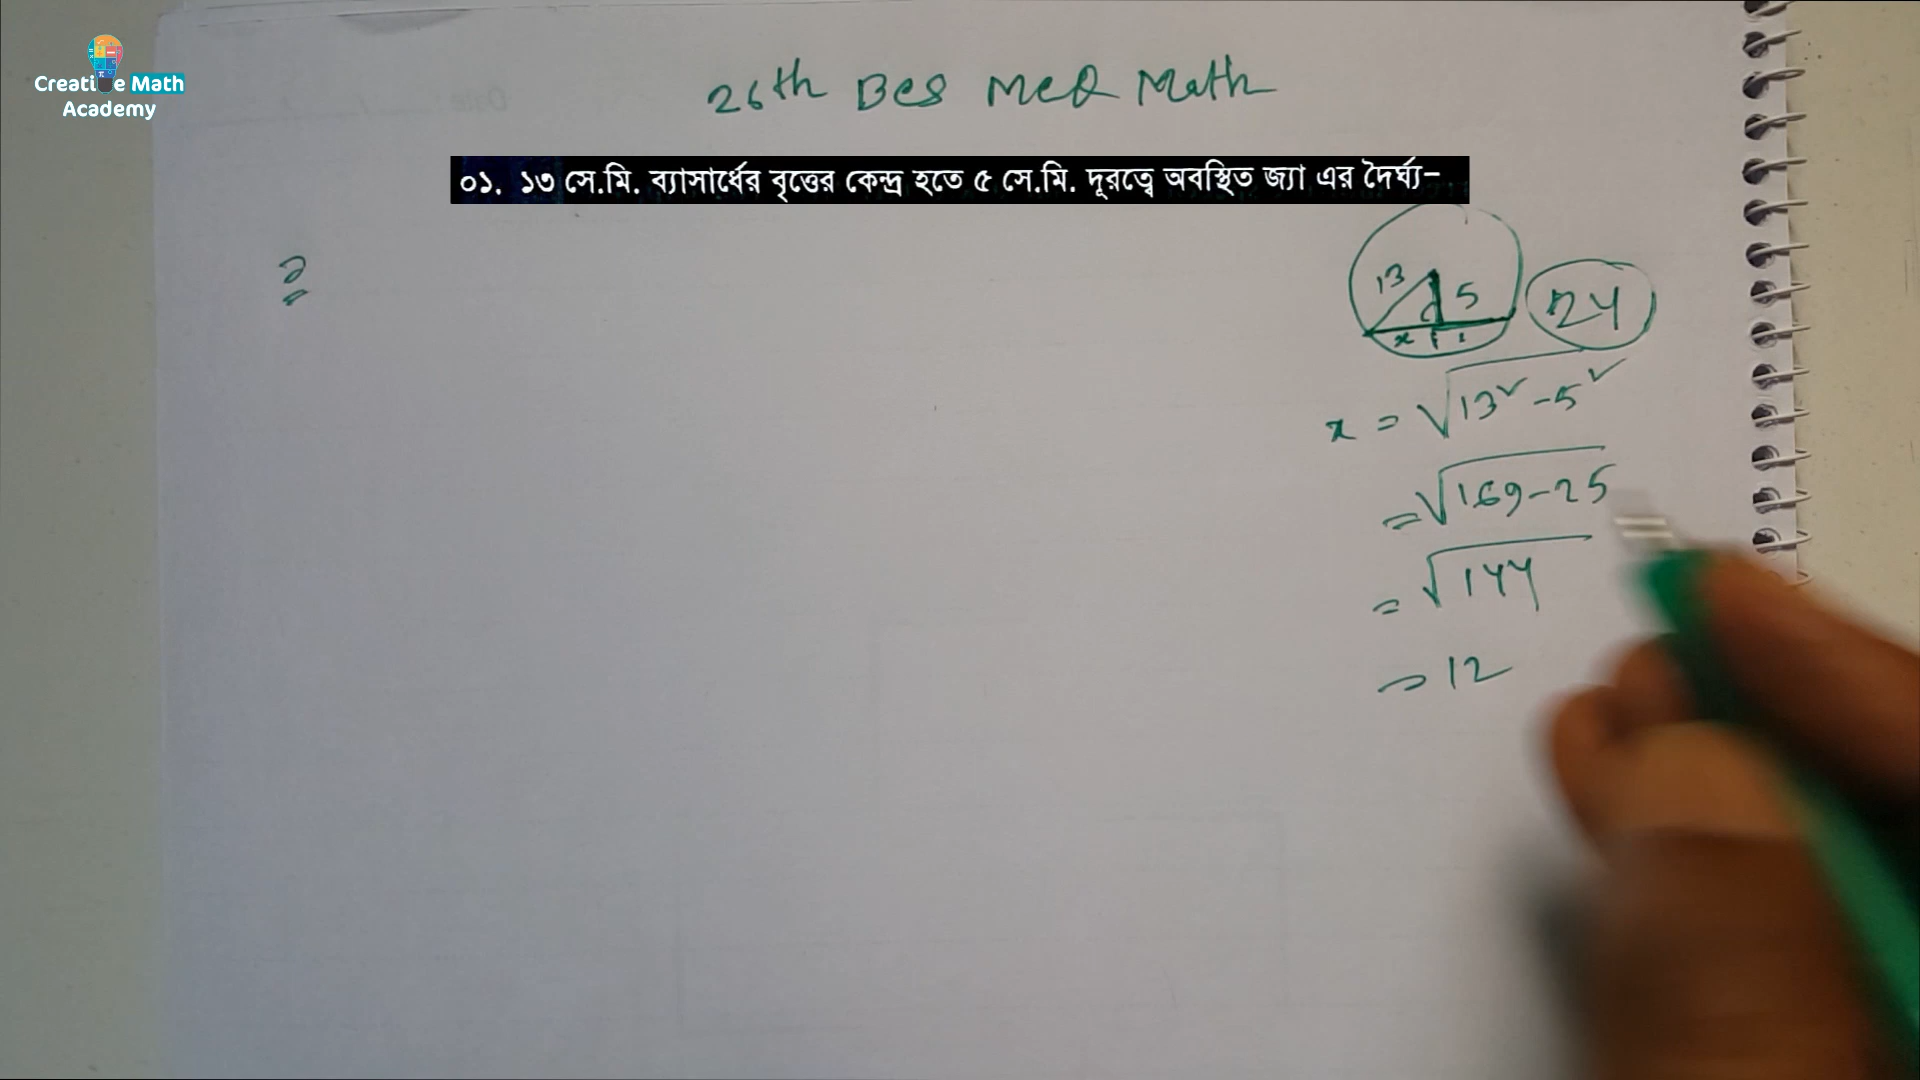 Creative Math
Academy
26th Bcs McQ Math
০১. ১৩ সে.মি. ব্যাসার্ধের বৃত্তের কেন্দ্র হতে ৫ সে.মি. দূরত্বে অবস্থিত জ্যা এর দৈর্ঘ্য-
13 5
x
24
x = √13² - 5²
= √169-25
= √144
= 12